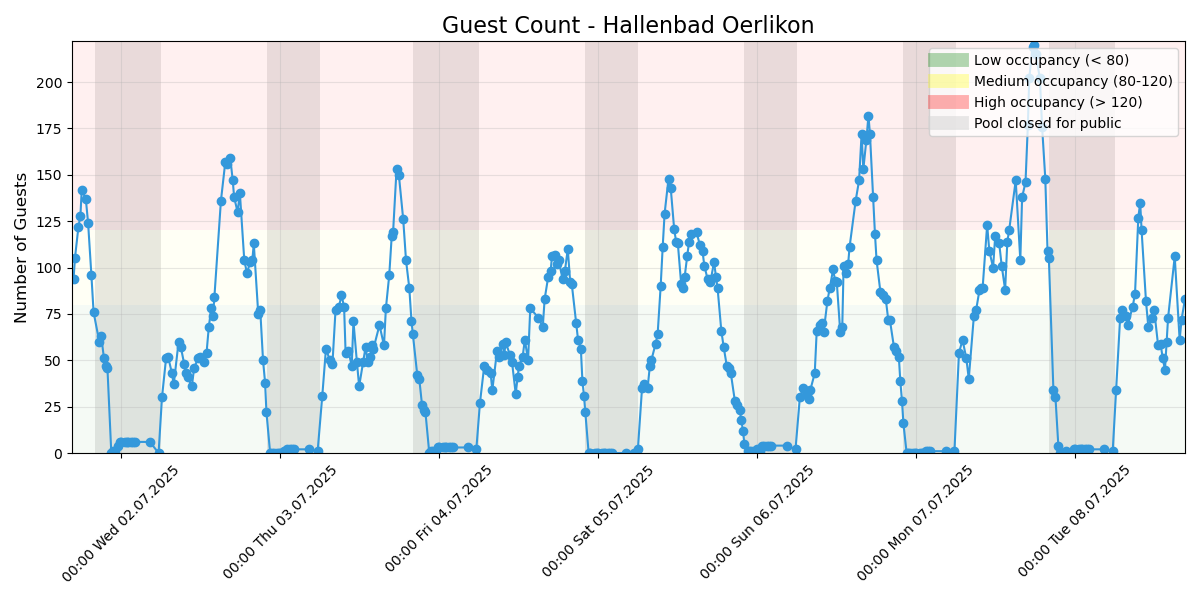 Guest Count - Hallenbad Oerlikon
Number of Guests
200
175
150
125
100
75
50
25
0
Low occupancy (< 80)
Medium occupancy (80-120)
High occupancy (> 120)
Pool closed for public
00:00 Wed 02.07.2025
00:00 Thu 03.07.2025
00:00 Fri 04.07.2025
00:00 Sat 05.07.2025
00:00 Sun 06.07.2025
00:00 Mon 07.07.2025
00:00 Tue 08.07.2025